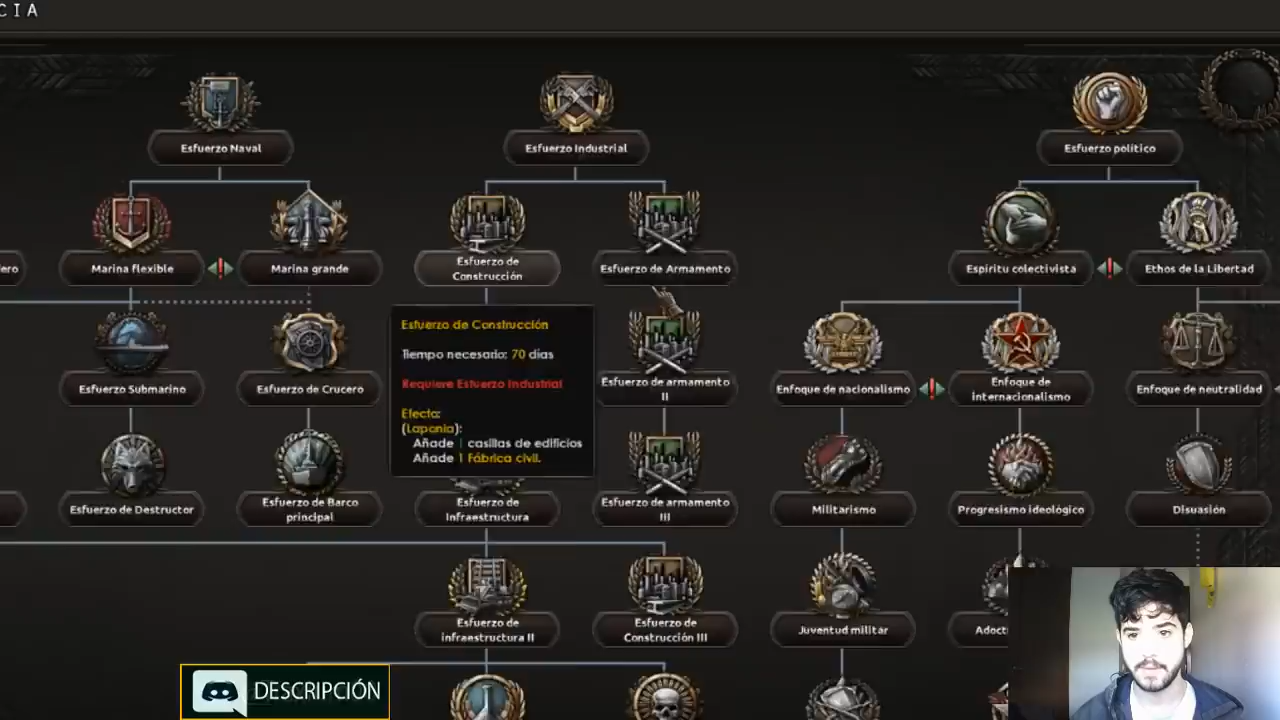 CIA
Esfuerzo Naval
Esfuerzo Industrial
Esfuerzo político
ero
Marina flexible
Marina grande
Esfuerzo de
Construcción
Esfuerzo de Armamento
Espíritu colectivista
Ethos de la Libertad
Esfuerzo de Construcción
Tiempo necesario: 70 días
Requiere Esfuerzo Industrial
Efecto:
(Laponia):
Añade 1 casillas de edificios
Añade 1 Fábrica civil.
Esfuerzo Submarino
Esfuerzo de Crucero
Esfuerzo de armamento
II
Enfoque de nacionalismo
Enfoque de
internacionalismo
Enfoque de neutralidad
Esfuerzo de Destructor
Esfuerzo de Barco
principal
Esfuerzo de
Infraestructura
Esfuerzo de armamento
III
Militarismo
Progresismo ideológico
Disuasión
Esfuerzo de
infraestructura II
Esfuerzo de
Construcción III
Juventud militar
Adoct
DESCRIPCIÓN